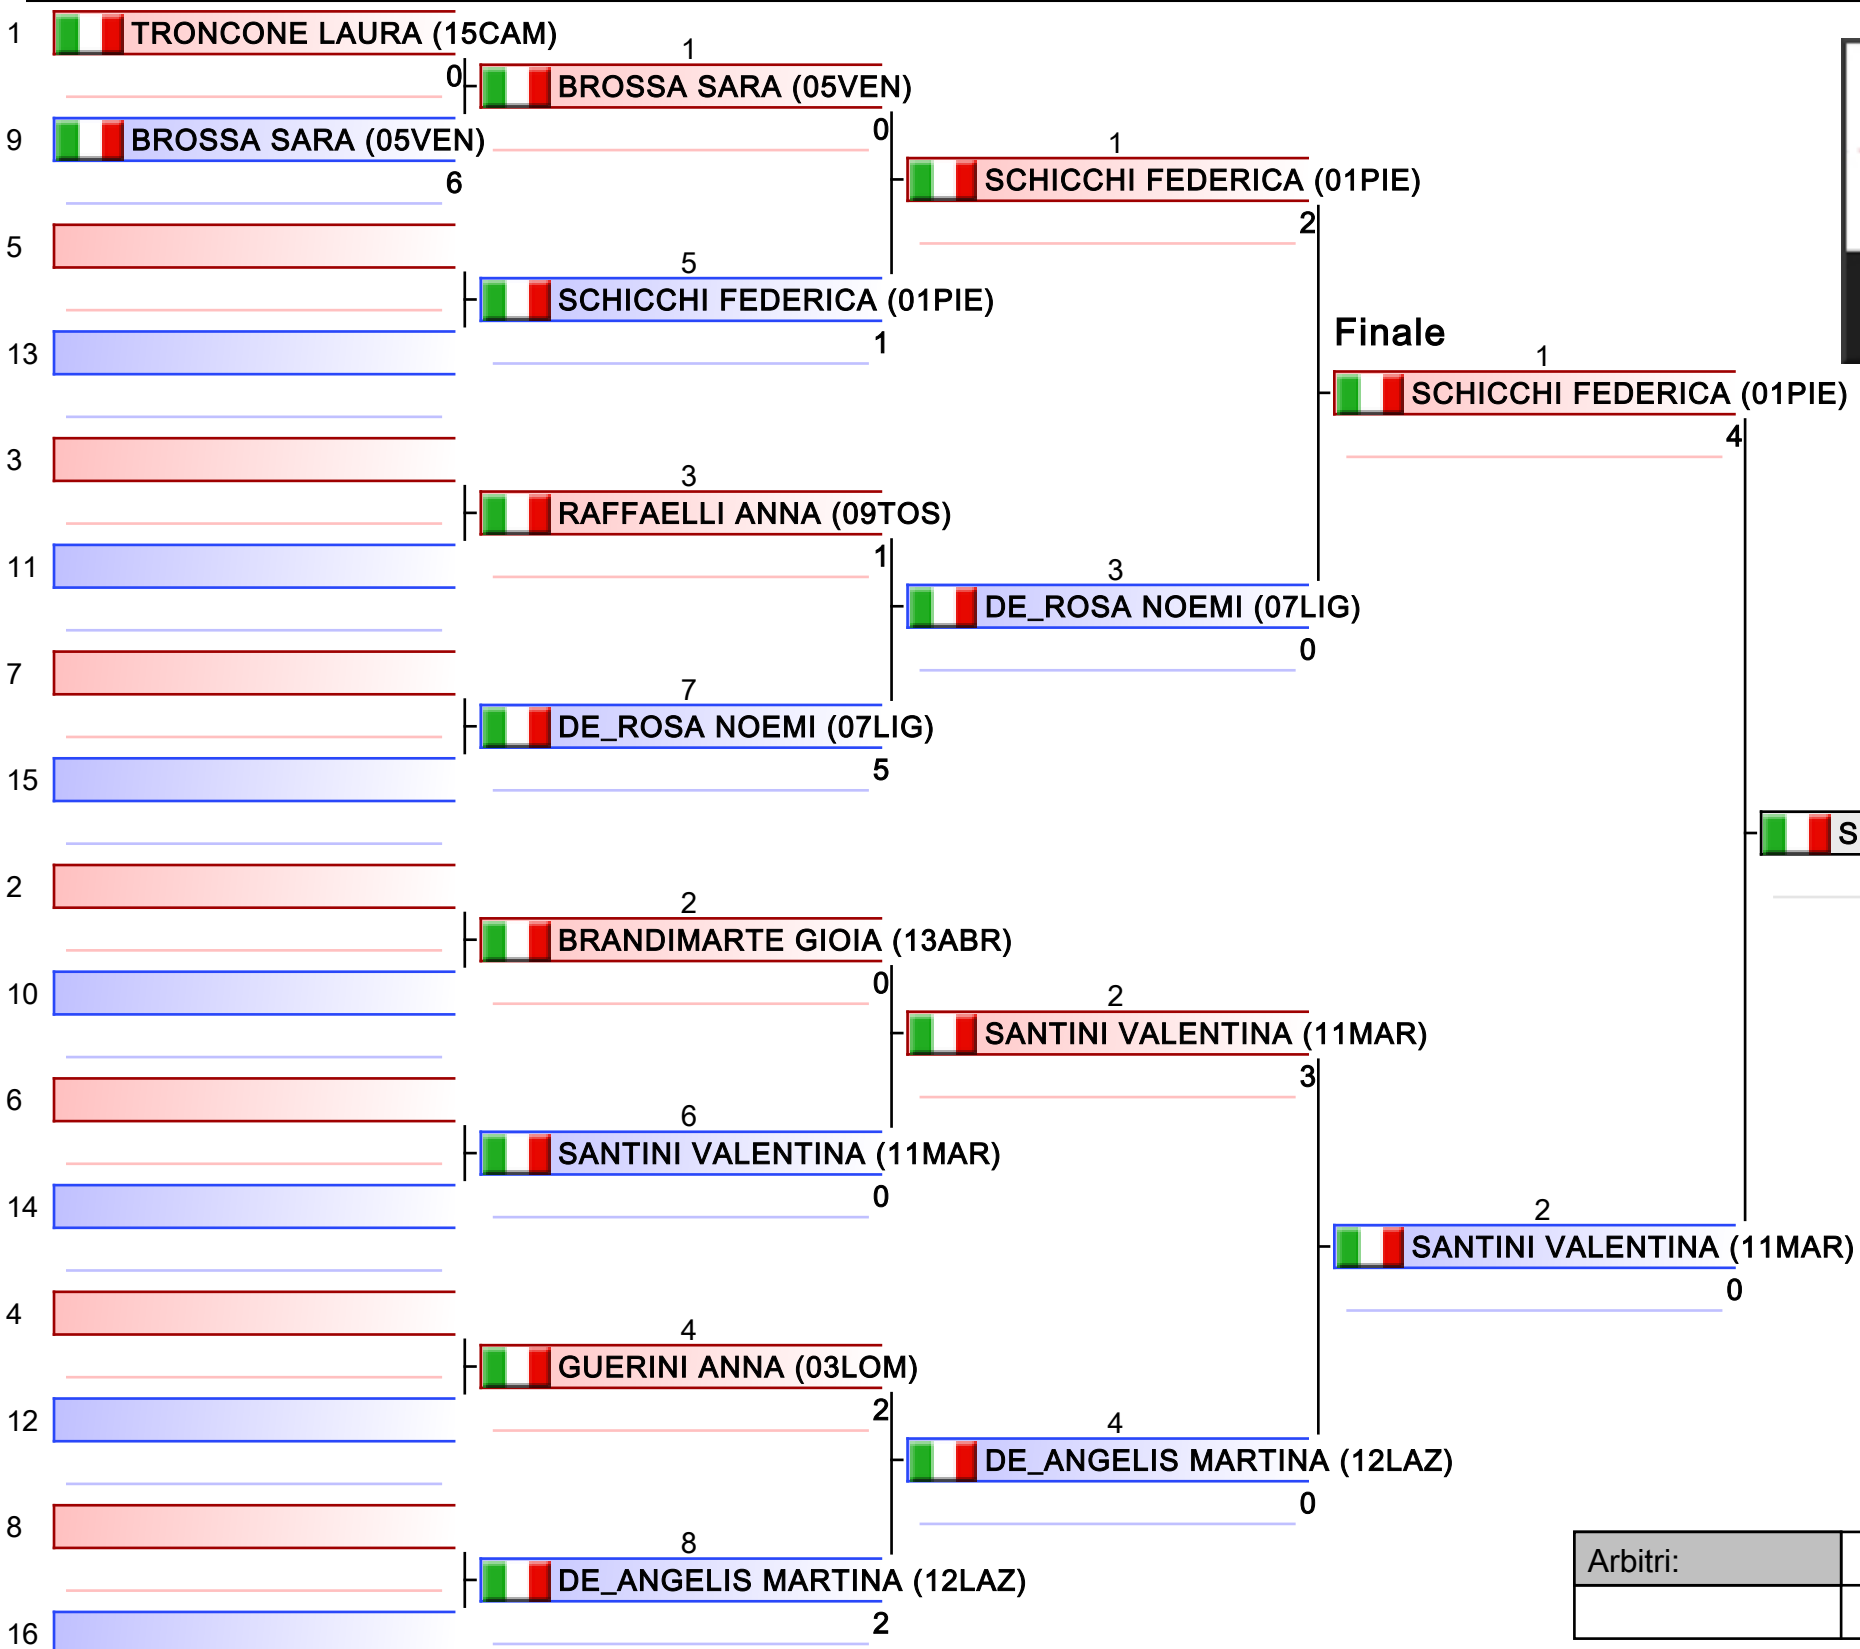 1 TRONCONE LAURA (15CAM)
0
9 BROSSA SARA (05VEN)
6
5
13
3
11
7
15
2
10
6
14
4
12
8
16
1
BROSSA SARA (05VEN)
0
5
SCHICCHI FEDERICA (01PIE)
1
3
RAFFAELLI ANNA (09TOS)
1
7
DE_ROSA NOEMI (07LIG)
5
2
BRANDIMARTE GIOIA (13ABR)
0
6
SANTINI VALENTINA (11MAR)
0
4
GUERINI ANNA (03LOM)
2
8
DE_ANGELIS MARTINA (12LAZ)
2
1
SCHICCHI FEDERICA (01PIE)
2
3
DE_ROSA NOEMI (07LIG)
0
2
SANTINI VALENTINA (11MAR)
3
4
DE_ANGELIS MARTINA (12LAZ)
0
Finale
1
SCHICCHI FEDERICA (01PIE)
4
2
SANTINI VALENTINA (11MAR)
0
S
Arbitri: